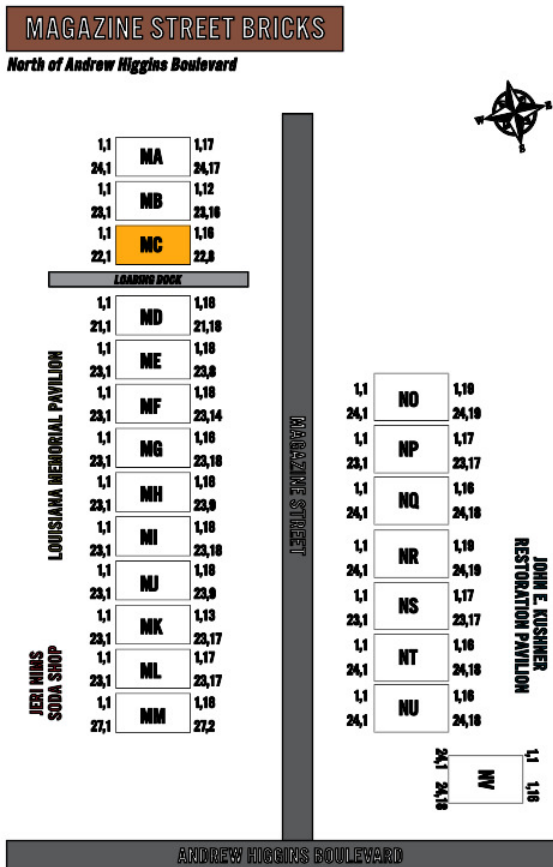 MAGAZINE STREET BRICKS
North of Andrew Higgins Boulevard
N
W
E
S
1,1 MA 1,17
24,1 24,17
1,1 MB 1,12
23,1 23,16
1,1 MC 1,16
22,1 22,8
LOADING DOCK
1,1 MD 1,18
21,1 21,18
1,1 ME 1,18
23,1 23,8
1,1 MF 1,18
23,1 23,14
1,1 MG 1,16
23,1 23,18
1,1 MH 1,18
23,1 23,9
1,1 MI 1,18
23,1 23,18
1,1 MJ 1,18
23,1 23,9
1,1 MK 1,13
23,1 23,17
1,1 ML 1,17
23,1 23,17
1,1 MM 1,18
27,1 27,2
LOUISIANA MEMORIAL PAVILION
JERI NIMS
SODA SHOP
MAGAZINE STREET
1,1 NO 1,19
24,1 24,19
1,1 NP 1,17
23,1 23,17
1,1 NQ 1,16
24,1 24,18
1,1 NR 1,19
24,1 24,19
1,1 NS 1,17
23,1 23,17
1,1 NT 1,16
24,1 24,18
1,1 NU 1,16
24,1 24,18
1,1 NV 1,16
24,1 24,18
JOHN E. KUSHNER
RESTORATION PAVILION
ANDREW HIGGINS BOULEVARD